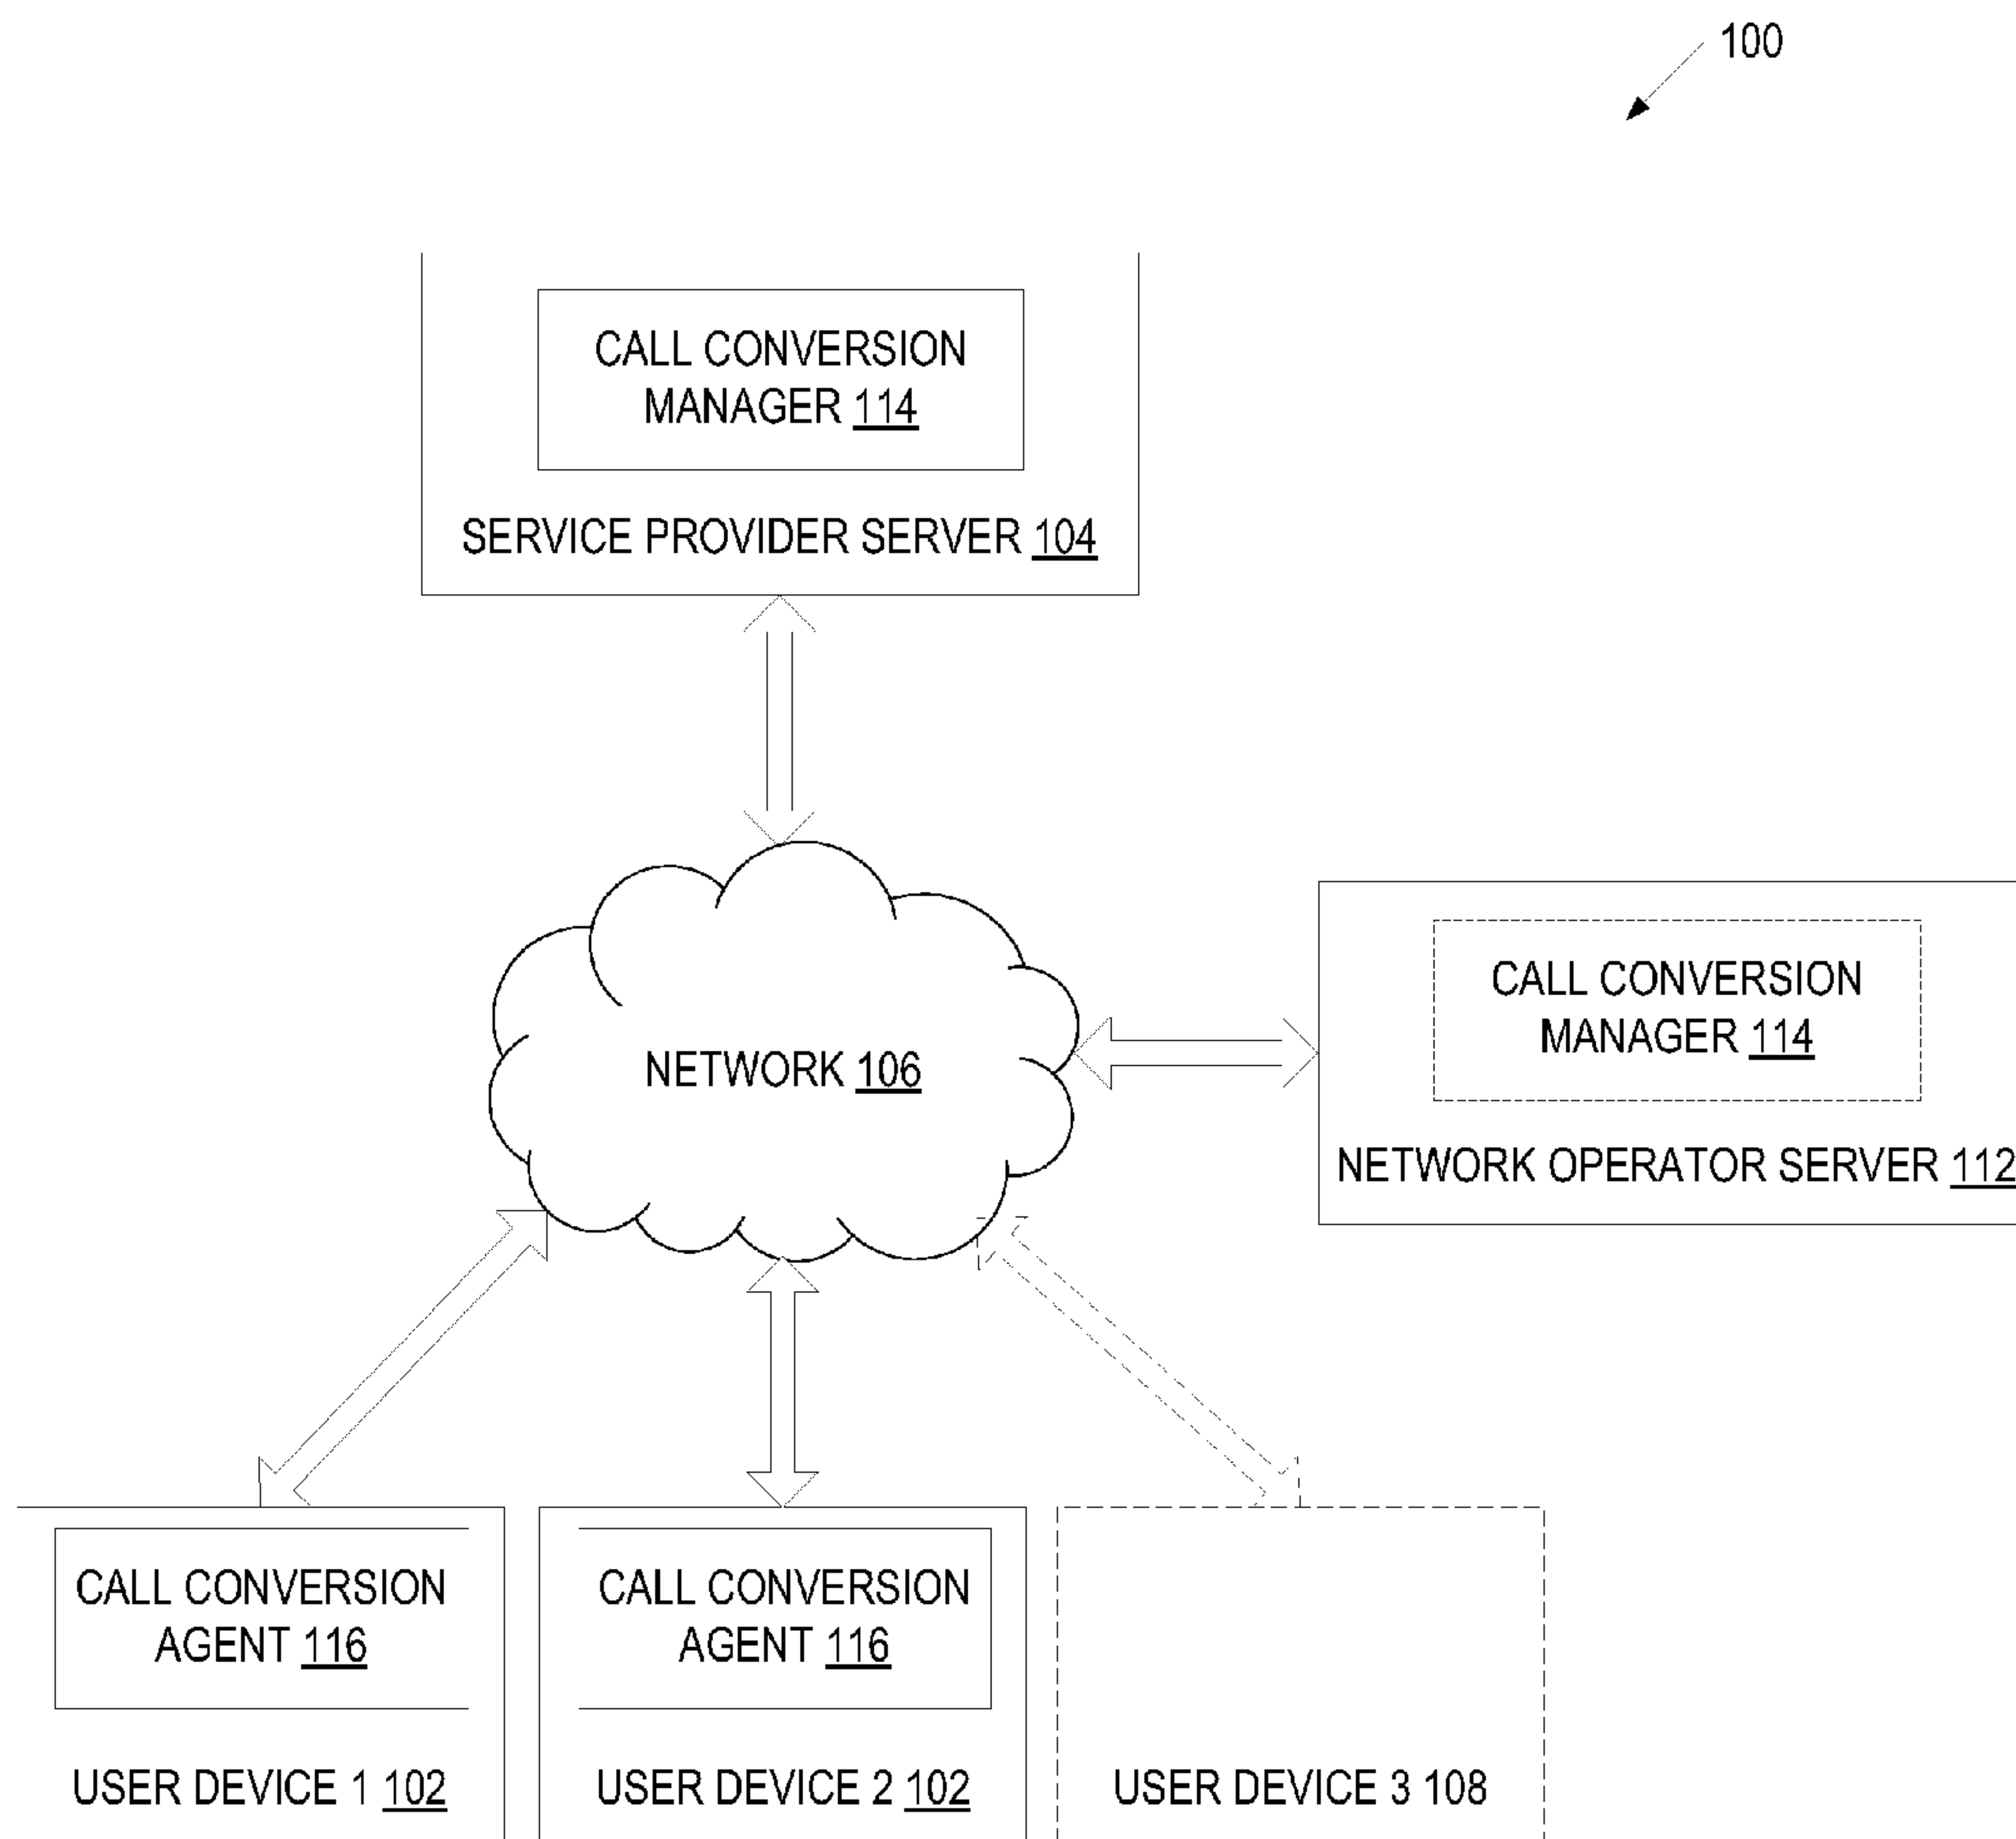 100
CALL CONVERSION
MANAGER 114
SERVICE PROVIDER SERVER 104
NETWORK 106
CALL CONVERSION
MANAGER 114
NETWORK OPERATOR SERVER 112
CALL CONVERSION
AGENT 116
USER DEVICE 1 102
CALL CONVERSION
AGENT 116
USER DEVICE 2 102
USER DEVICE 3 108